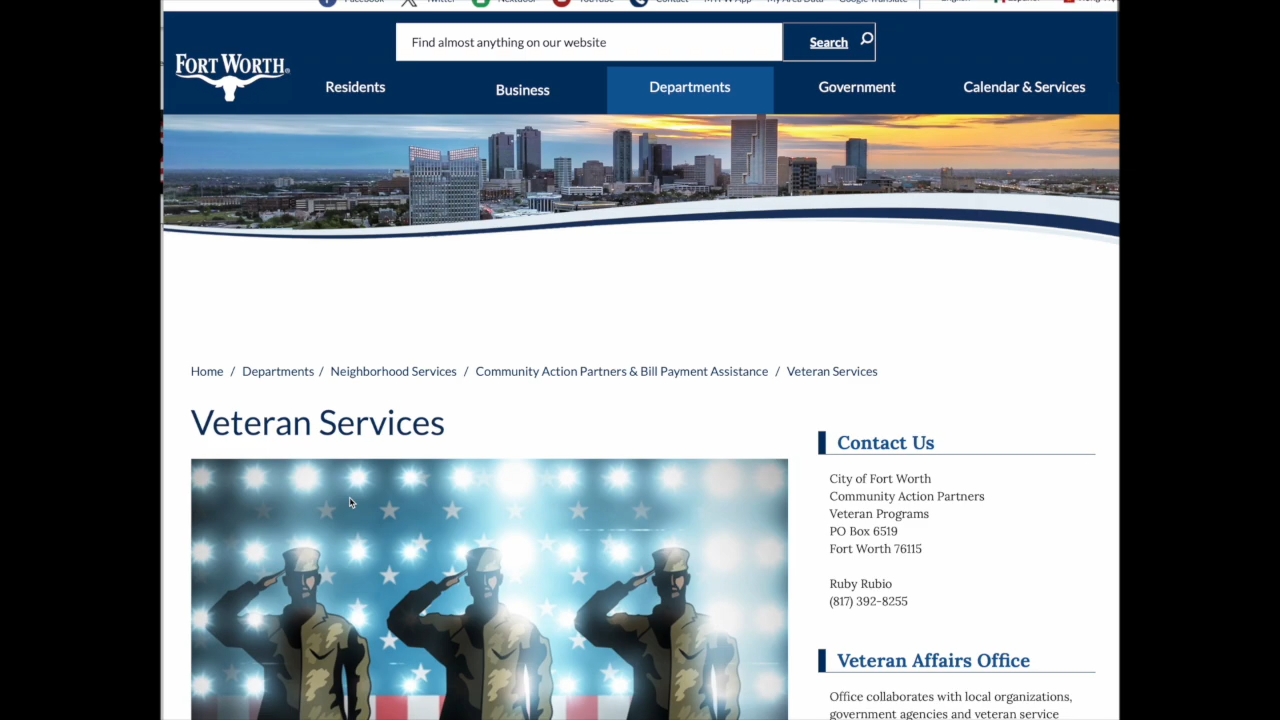 Facebook Twitter Nextdoor YouTube Contact MYFW App My Area Data Google Translate English Español
Find almost anything on our website
Search
FORT WORTH®
Residents Business Departments Government Calendar & Services
Home / Departments / Neighborhood Services / Community Action Partners & Bill Payment Assistance / Veteran Services
Veteran Services
Contact Us
City of Fort Worth
Community Action Partners
Veteran Programs
PO Box 6519
Fort Worth 76115
Ruby Rubio
(817) 392-8255
Veteran Affairs Office
Office collaborates with local organizations,
government agencies and veteran service